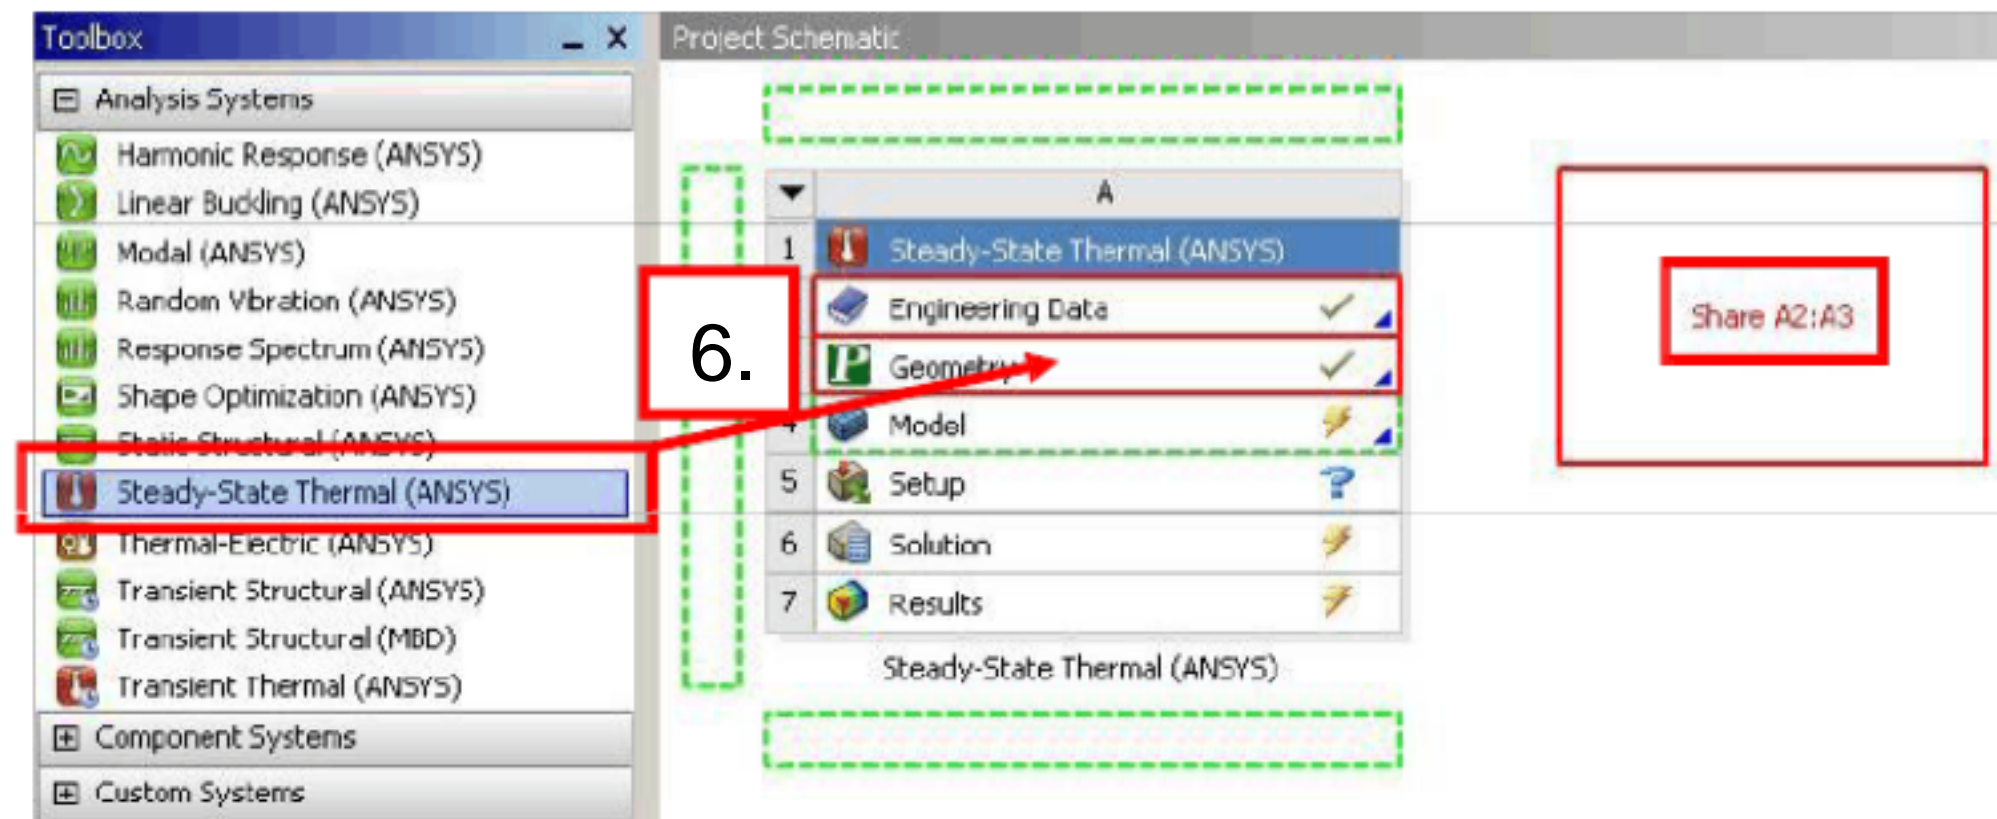 Toolbox
Project Schematic
Analysis Systems
Harmonic Response (ANSYS)
Linear Buckling (ANSYS)
Modal (ANSYS)
Random Vibration (ANSYS)
Response Spectrum (ANSYS)
Shape Optimization (ANSYS)
Static Structural (ANSYS)
Steady-State Thermal (ANSYS)
Thermal-Electric (ANSYS)
Transient Structural (ANSYS)
Transient Structural (MBD)
Transient Thermal (ANSYS)
Component Systems
Custom Systems
6.
A
1 Steady-State Thermal (ANSYS)
Engineering Data
Geometry
4 Model
5 Setup
6 Solution
7 Results
Steady-State Thermal (ANSYS)
Share A2:A3